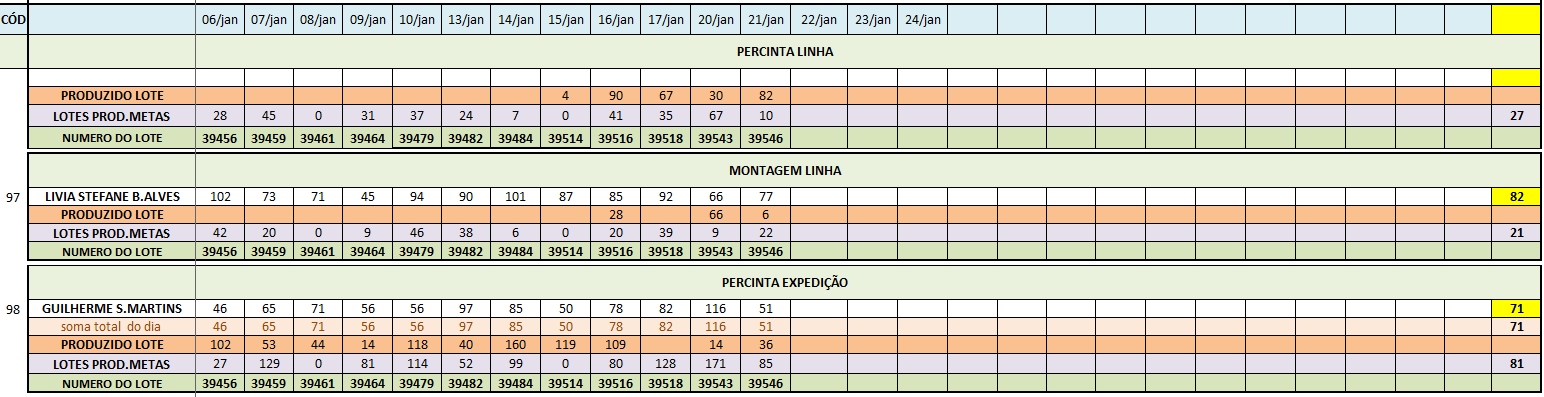 CÓD 06/jan 07/jan 08/jan 09/jan 10/jan 13/jan 14/jan 15/jan 16/jan 17/jan 20/jan 21/jan 22/jan 23/jan 24/jan
PERCINTA LINHA
PRODUZIDO LOTE 4 90 67 30 82
LOTES PROD.METAS 28 45 0 31 37 24 7 0 41 35 67 10 27
NUMERO DO LOTE 39456 39459 39461 39464 39479 39482 39484 39514 39516 39518 39543 39546
MONTAGEM LINHA
97 LIVIA STEFANE B.ALVES 102 73 71 45 94 90 101 87 85 92 66 77 82
PRODUZIDO LOTE 28 66 6
LOTES PROD.METAS 42 20 0 9 46 38 6 0 20 39 9 22 21
NUMERO DO LOTE 39456 39459 39461 39464 39479 39482 39484 39514 39516 39518 39543 39546
PERCINTA EXPEDIÇÃO
98 GUILHERME S.MARTINS 46 65 71 56 56 97 85 50 78 82 116 51 71
soma total do dia 46 65 71 56 56 97 85 50 78 82 116 51 71
PRODUZIDO LOTE 102 53 44 14 118 40 160 119 109 14 36
LOTES PROD.METAS 27 129 0 81 114 52 99 0 80 128 171 85 81
NUMERO DO LOTE 39456 39459 39461 39464 39479 39482 39484 39514 39516 39518 39543 39546